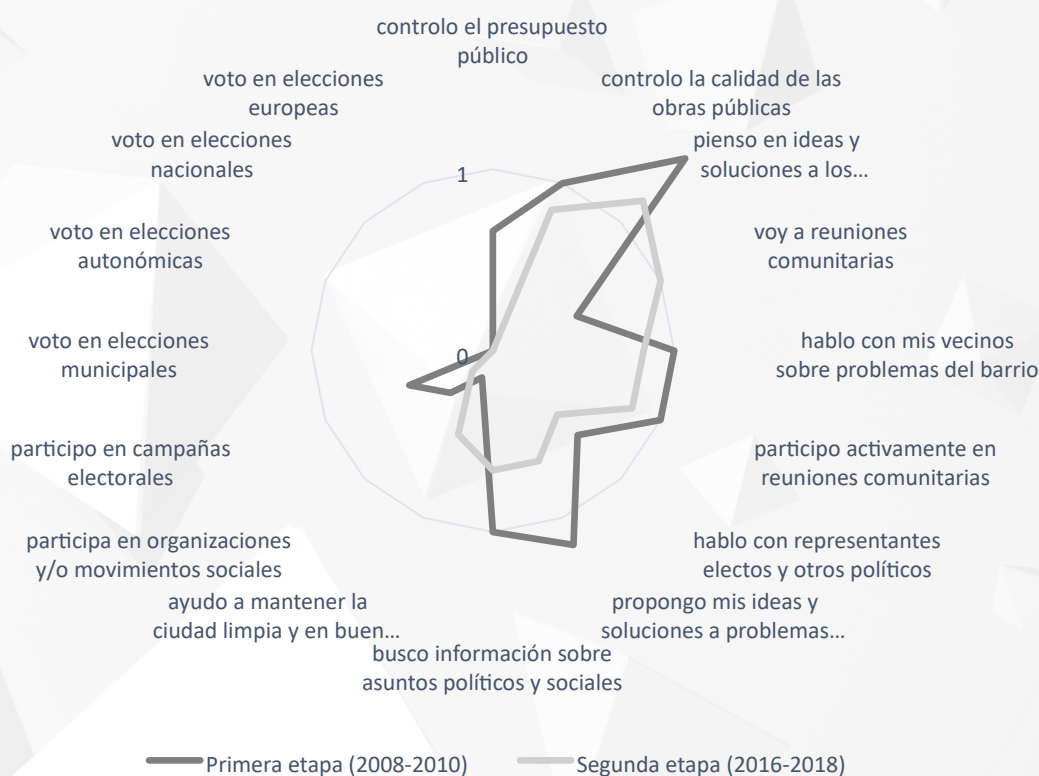 controlo el presupuesto
público
controlo la calidad de las
obras públicas
pienso en ideas y
soluciones a los...
voy a reuniones
comunitarias
hablo con mis vecinos
sobre problemas del barrio
participo activamente en
reuniones comunitarias
hablo con representantes
electos y otros políticos
propongo mis ideas y
soluciones a problemas...
busco información sobre
asuntos políticos y sociales
ayudo a mantener la
ciudad limpia y en buen...
participa en organizaciones
y/o movimientos sociales
participo en campañas
electorales
voto en elecciones
municipales
voto en elecciones
autonómicas
voto en elecciones
nacionales
voto en elecciones
europeas
1
0
Primera etapa (2008-2010)
Segunda etapa (2016-2018)